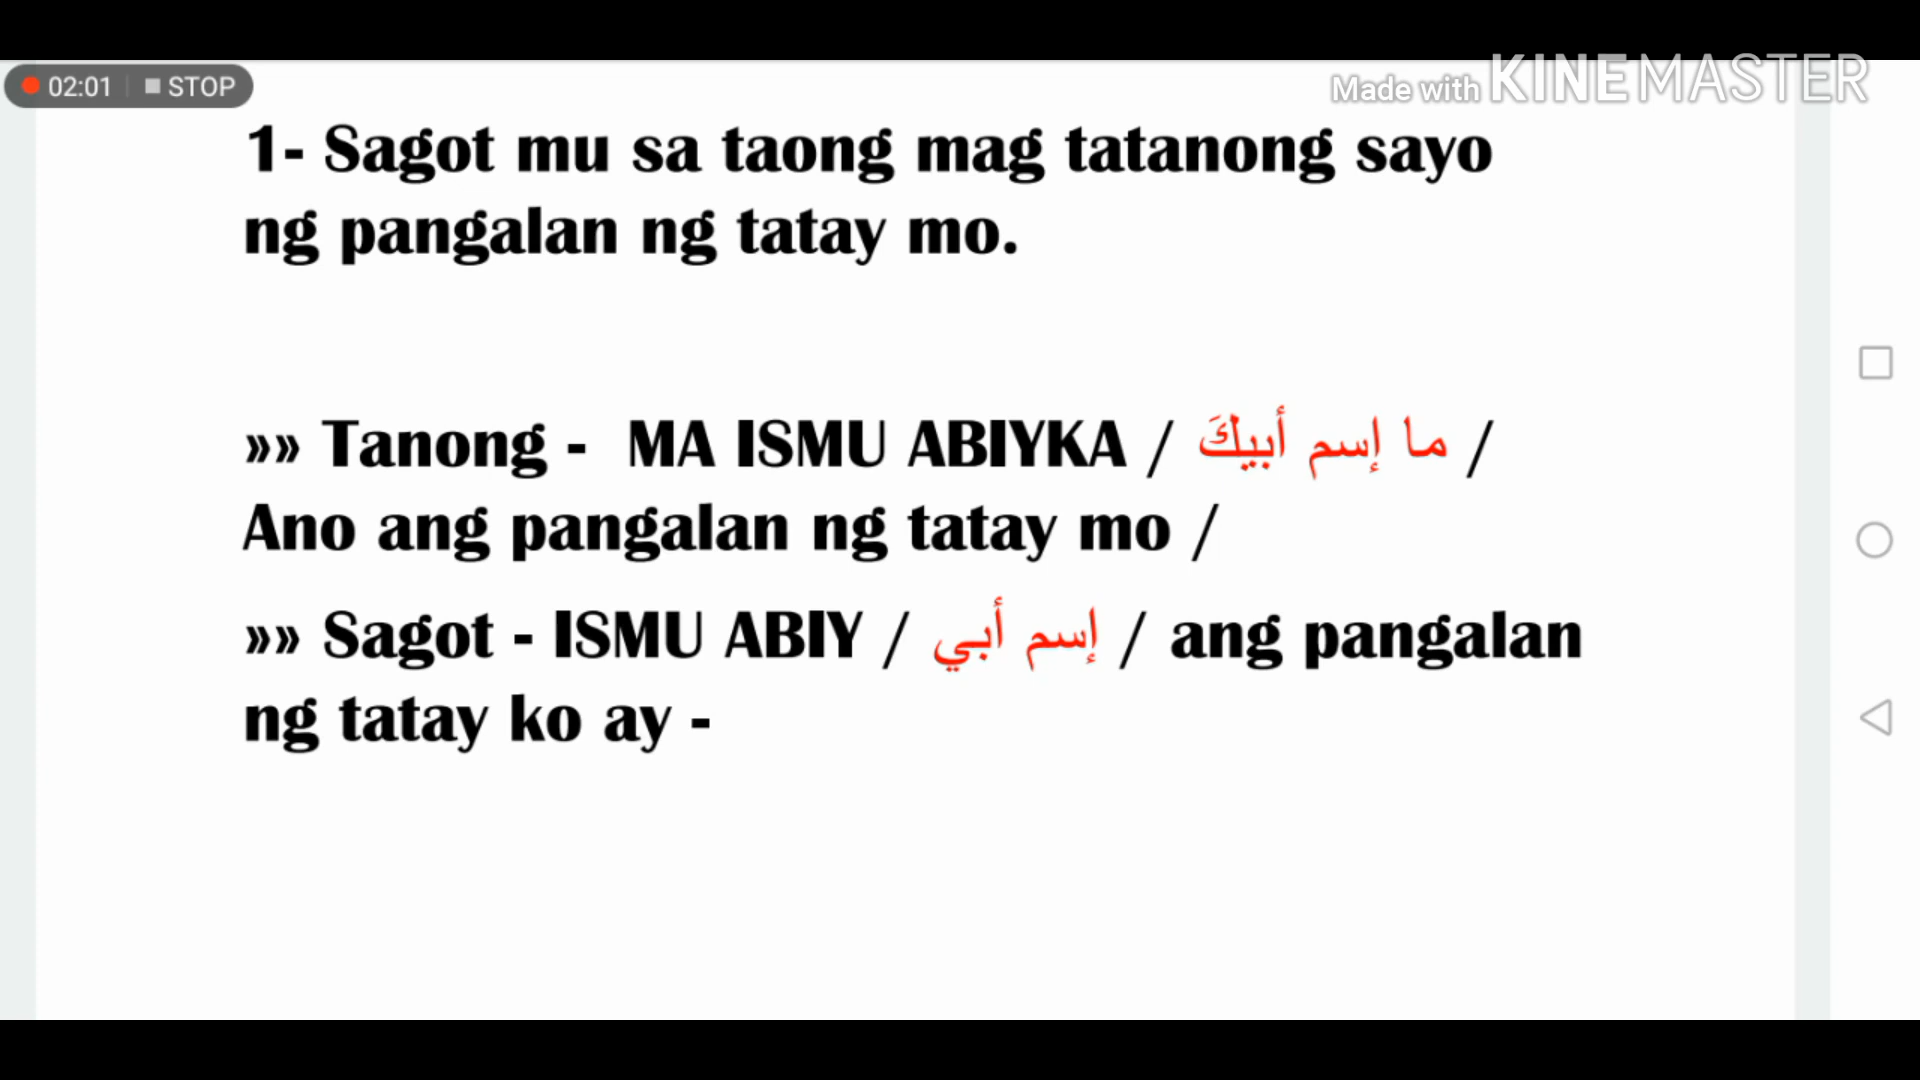 02:01 STOP
Made with KINEMASTER
1- Sagot mu sa taong mag tatanong sayo
ng pangalan ng tatay mo.
»» Tanong - MA ISMU ABIYKA / ما إسم أبيكَ /
Ano ang pangalan ng tatay mo /
»» Sagot - ISMU ABIY / إسم أبي / ang pangalan
ng tatay ko ay -